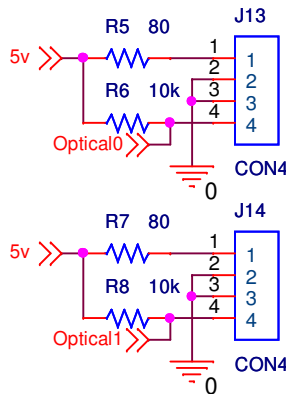 J13
R5 80
5v
1 1
2 2
R6 10k
3 3
4 4
Optical0
0
CON4
J14
R7 80
5v
1 1
2 2
R8 10k
3 3
4 4
Optical1
0
CON4